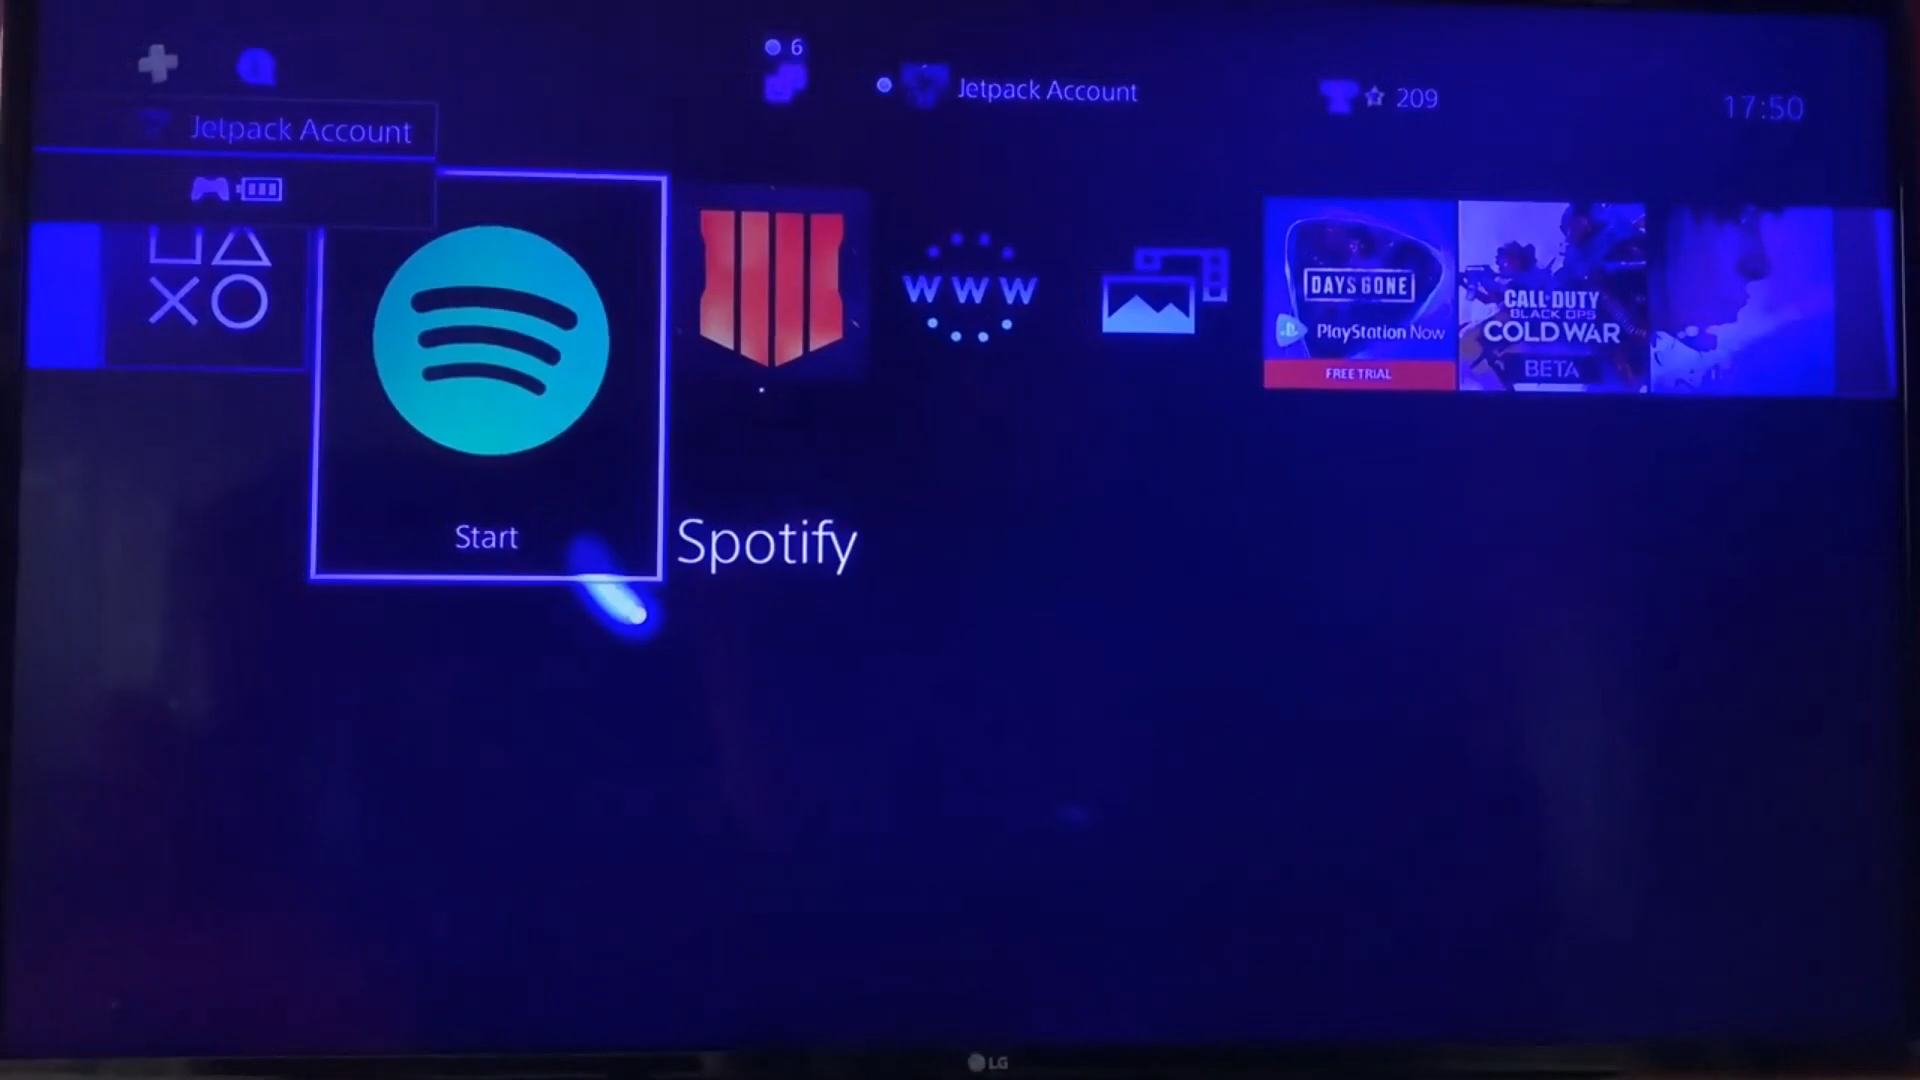 6
Jetpack Account
209
17:50
Jetpack Account
WWW
DAYS GONE
PlayStation Now
FREE TRIAL
CALL OF DUTY
BLACK OPS
COLD WAR
BETA
Start
Spotify
LG